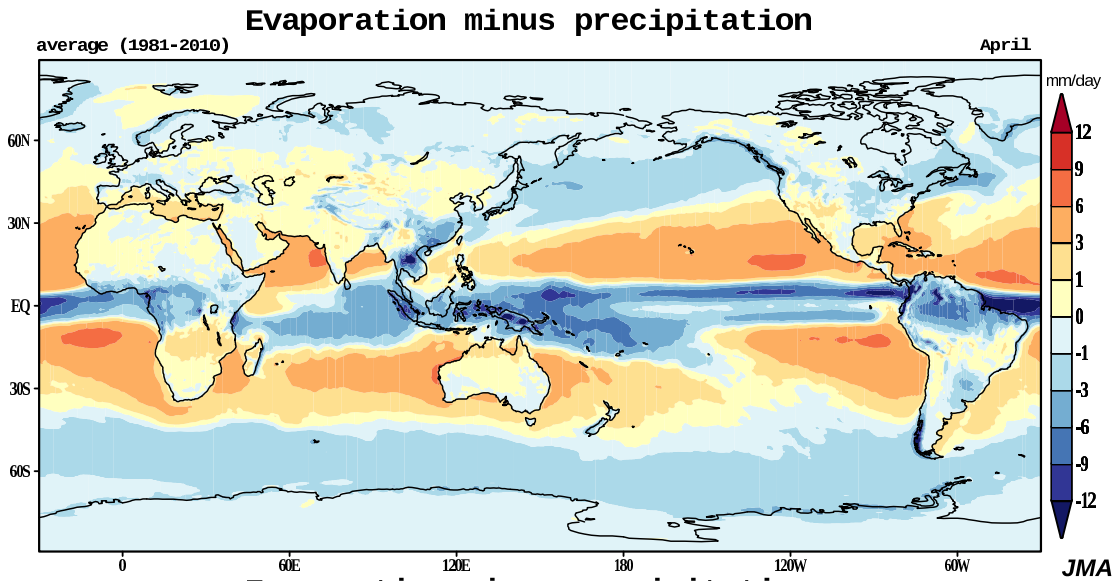 Evaporation minus precipitation
average (1981-2010) April
mm/day
12
9
6
3
1
0
-1
-3
-6
-9
-12
60N
30N
EQ
30S
60S
0 60E 120E 180 120W 60W
JMA